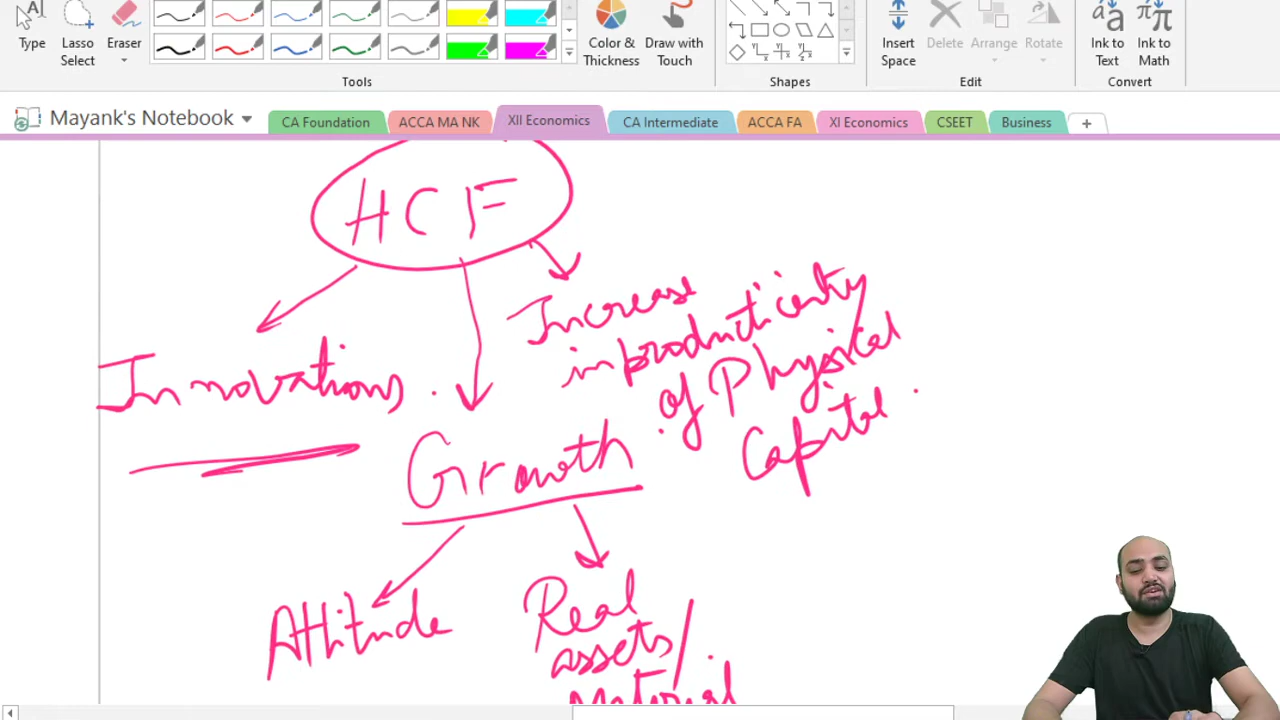 Type
Lasso
Select
Eraser
Color &
Thickness
Draw with
Touch
Insert
Space
Delete
Arrange
Rotate
Ink to
Text
Ink to
Math
Tools
Shapes
Edit
Convert
Mayank's Notebook
CA Foundation
ACCA MA NK
XII Economics
CA Intermediate
ACCA FA
XI Economics
CSEET
Business
HCF
Increase
in productivity
of Physical
Capital.
Innovations.
Growth
Attitude
Real
assets/
Material